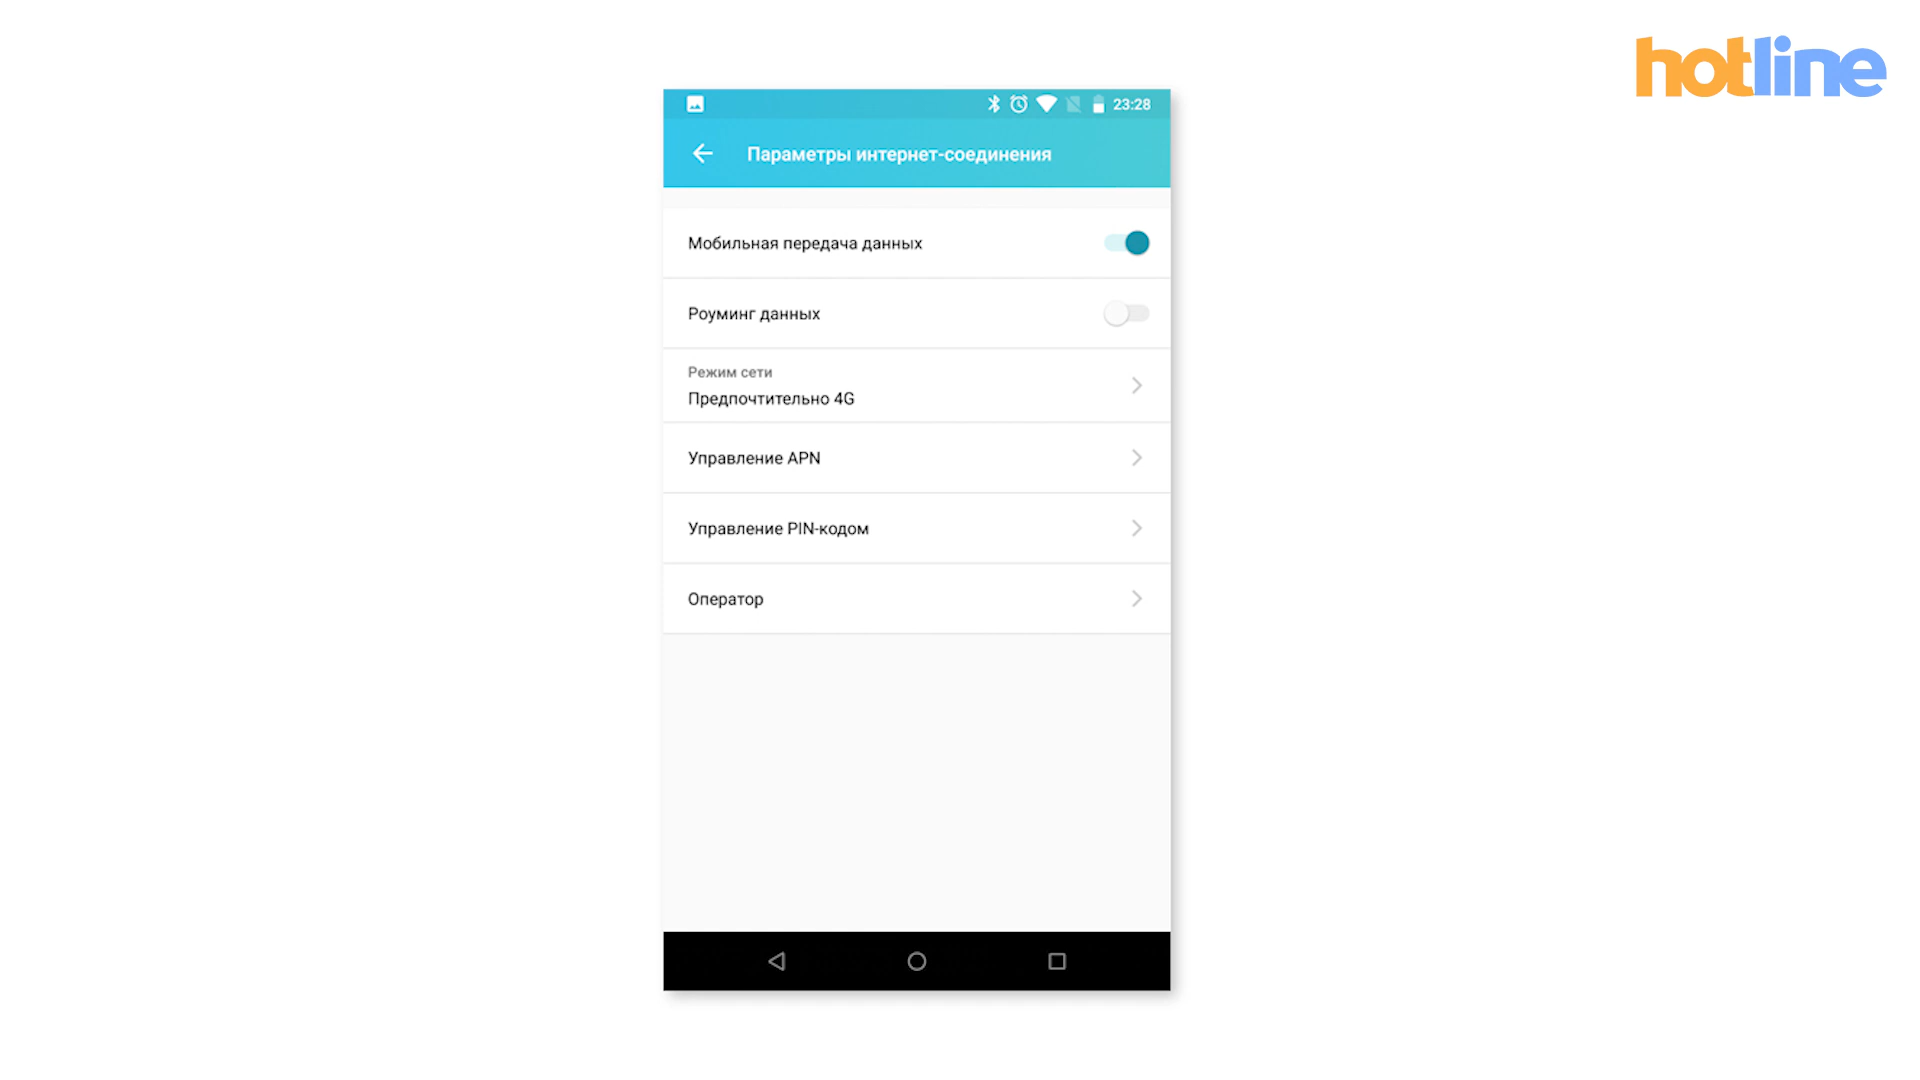 hotline
23:28
Параметры интернет-соединения
Мобильная передача данных
Роуминг данных
Режим сети
Предпочтительно 4G
Управление APN
Управление PIN-кодом
Оператор